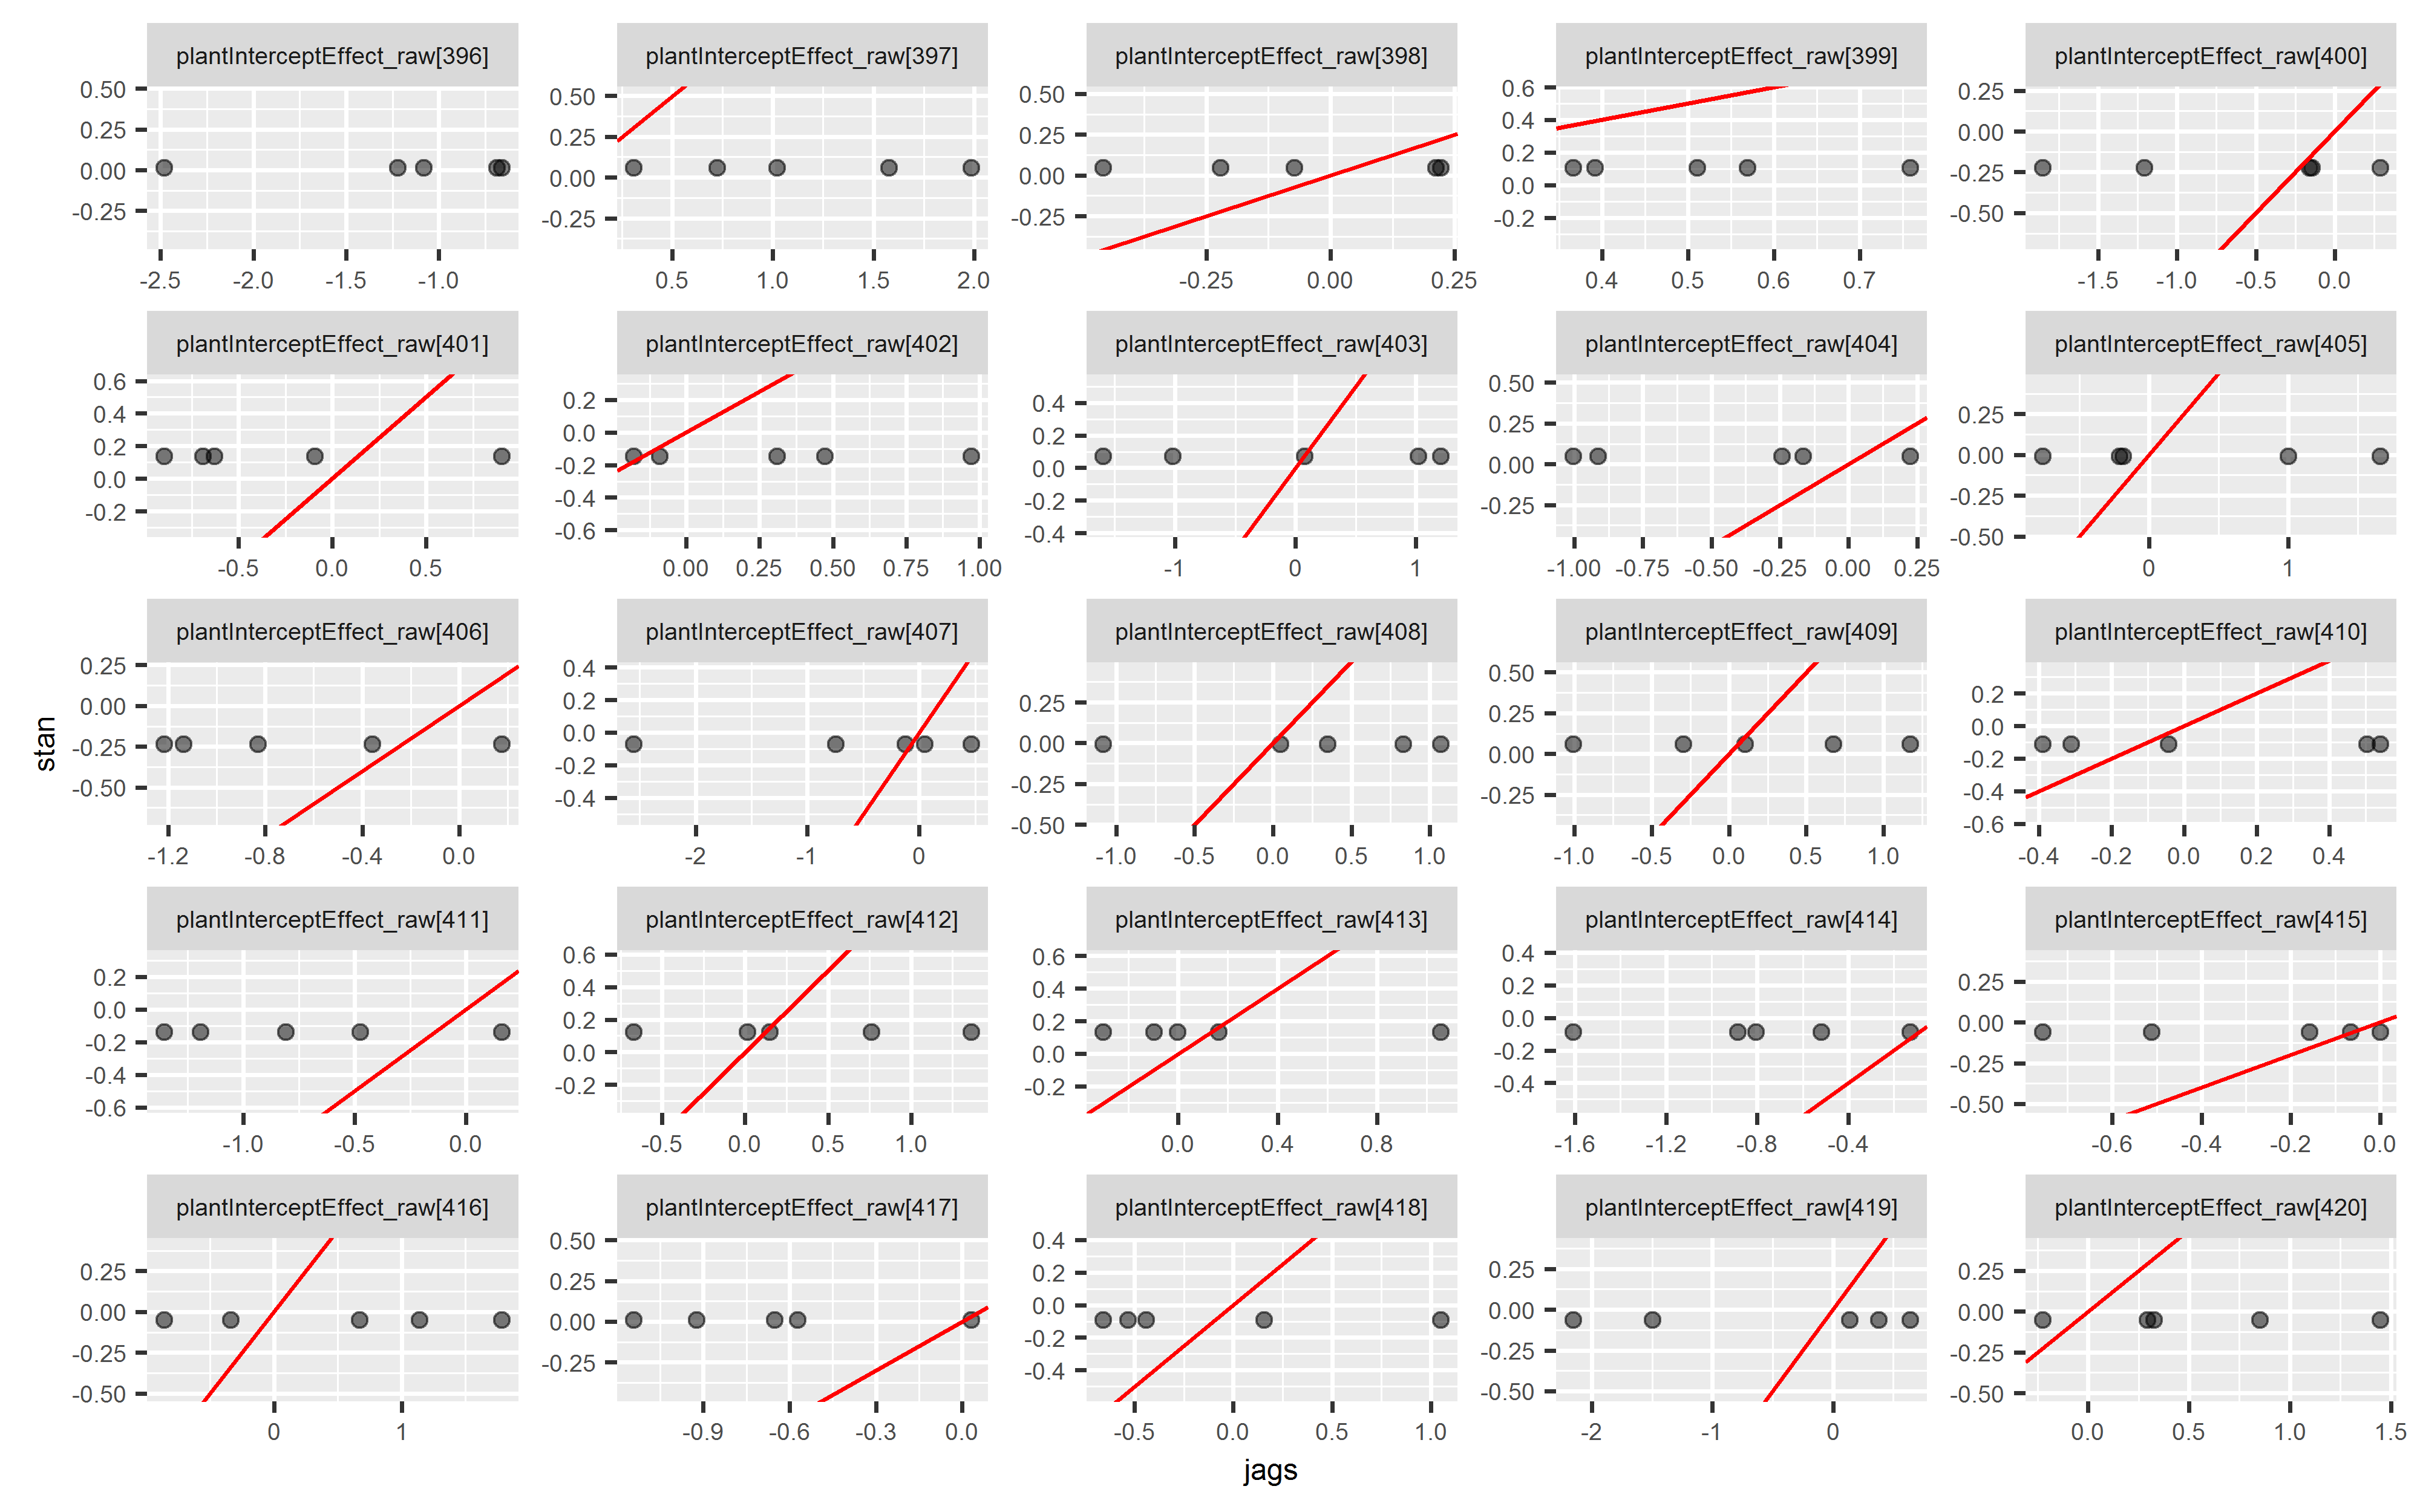 plantInterceptEffect_raw[396] plantInterceptEffect_raw[397] plantInterceptEffect_raw[398] plantInterceptEffect_raw[399] plantInterceptEffect_raw[400]
0.50 0.25 0.00 -0.25
0.50 0.25 0.00 -0.25
0.50 0.25 0.00 -0.25
0.6 0.4 0.2 0.0 -0.2
0.25 0.00 -0.25 -0.50
-2.5 -2.0 -1.5 -1.0
0.5 1.0 1.5 2.0
-0.25 0.00 0.25
0.4 0.5 0.6 0.7
-1.5 -1.0 -0.5 0.0
plantInterceptEffect_raw[401] plantInterceptEffect_raw[402] plantInterceptEffect_raw[403] plantInterceptEffect_raw[404] plantInterceptEffect_raw[405]
0.6 0.4 0.2 0.0 -0.2
0.2 0.0 -0.2 -0.4 -0.6
0.4 0.2 0.0 -0.2 -0.4
0.50 0.25 0.00 -0.25
0.25 0.00 -0.25 -0.50
-0.5 0.0 0.5
0.00 0.25 0.50 0.75 1.00
-1 0 1
-1.00 -0.75 -0.50 -0.25 0.00 0.25
0 1
plantInterceptEffect_raw[406] plantInterceptEffect_raw[407] plantInterceptEffect_raw[408] plantInterceptEffect_raw[409] plantInterceptEffect_raw[410]
0.25 0.00 -0.25 -0.50
0.4 0.2 0.0 -0.2 -0.4
0.25 0.00 -0.25 -0.50
0.50 0.25 0.00 -0.25
0.2 0.0 -0.2 -0.4 -0.6
-1.2 -0.8 -0.4 0.0
-2 -1 0
-1.0 -0.5 0.0 0.5 1.0
-1.0 -0.5 0.0 0.5 1.0
-0.4 -0.2 0.0 0.2 0.4
stan
plantInterceptEffect_raw[411] plantInterceptEffect_raw[412] plantInterceptEffect_raw[413] plantInterceptEffect_raw[414] plantInterceptEffect_raw[415]
0.2 0.0 -0.2 -0.4 -0.6
0.6 0.4 0.2 0.0 -0.2
0.6 0.4 0.2 0.0 -0.2
0.4 0.2 0.0 -0.2 -0.4
0.25 0.00 -0.25 -0.50
-1.0 -0.5 0.0
-0.5 0.0 0.5 1.0
0.0 0.4 0.8
-1.6 -1.2 -0.8 -0.4
-0.6 -0.4 -0.2 0.0
plantInterceptEffect_raw[416] plantInterceptEffect_raw[417] plantInterceptEffect_raw[418] plantInterceptEffect_raw[419] plantInterceptEffect_raw[420]
0.25 0.00 -0.25 -0.50
0.50 0.25 0.00 -0.25
0.4 0.2 0.0 -0.2 -0.4
0.25 0.00 -0.25 -0.50
0.25 0.00 -0.25 -0.50
0 1
-0.9 -0.6 -0.3 0.0
-0.5 0.0 0.5 1.0
-2 -1 0
0.0 0.5 1.0 1.5
jags